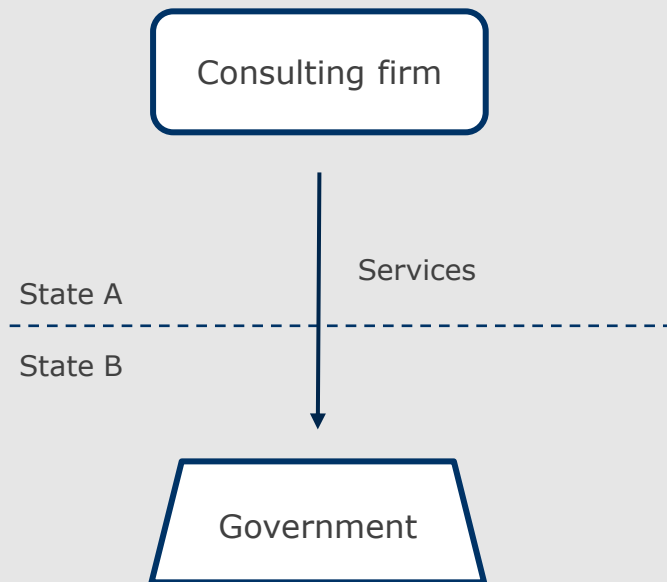 Consulting firm
Services
State A
State B
Government